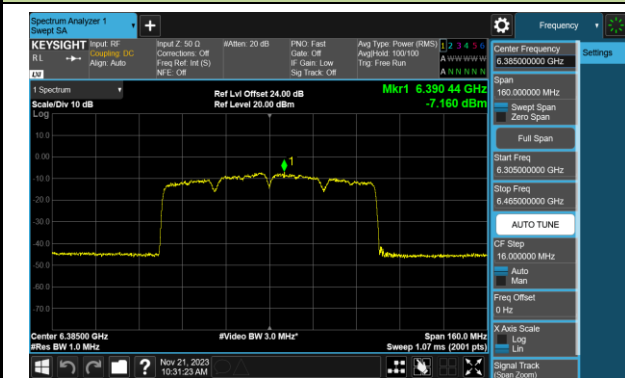 Spectrum Analyzer 1
Swept SA
+
Frequency
KEYSIGHT
Input: RF
Input Z: 50 Ω
#Atten: 20 dB
PNO: Fast
Avg Type: Power (RMS)
1 2 3 4 5 6
R L
Coupling: DC
Corrections: Off
Gate: Off
Avg|Hold: 100/100
A W W W W W
Align: Auto
Freq Ref: Int (S)
IF Gain: Low
Trig: Free Run
NFE: Off
Sig Track: Off
A N N N N N
LXI
1 Spectrum
Ref Lvl Offset 24.00 dB
Mkr1 6.390 44 GHz
Scale/Div 10 dB
Ref Level 20.00 dBm
-7.160 dBm
Log
10.0
0.00
-10.0
-20.0
-30.0
-40.0
-50.0
-60.0
-70.0
1
Center 6.38500 GHz
#Video BW 3.0 MHz*
Span 160.0 MHz
#Res BW 1.0 MHz
Sweep 1.07 ms (2001 pts)
Nov 21, 2023
10:31:23 AM
?
Center Frequency
6.385000000 GHz
Span
160.000000 MHz
Swept Span
Zero Span
Full Span
Start Freq
6.305000000 GHz
Stop Freq
6.465000000 GHz
AUTO TUNE
CF Step
16.000000 MHz
Auto
Man
Freq Offset
0 Hz
X Axis Scale
Log
Lin
Signal Track
(Span Zoom)
Settings